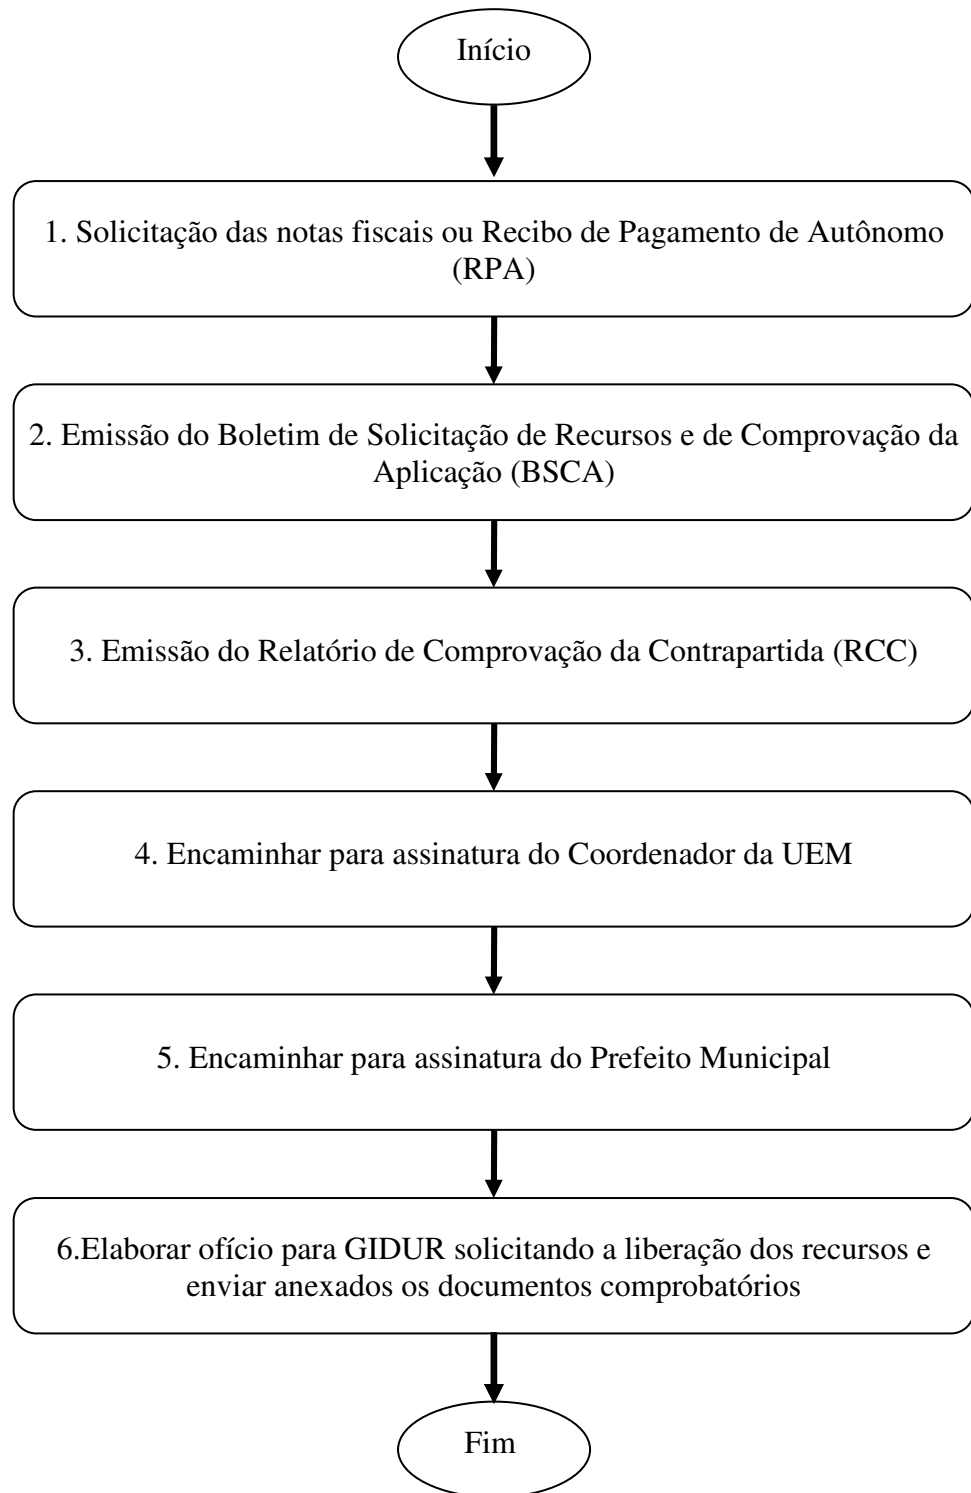 Início
1. Solicitação das notas fiscais ou Recibo de Pagamento de Autônomo
(RPA)
2. Emissão do Boletim de Solicitação de Recursos e de Comprovação da
Aplicação (BSCA)
3. Emissão do Relatório de Comprovação da Contrapartida (RCC)
4. Encaminhar para assinatura do Coordenador da UEM
5. Encaminhar para assinatura do Prefeito Municipal
6.Elaborar ofício para GIDUR solicitando a liberação dos recursos e
enviar anexados os documentos comprobatórios
Fim